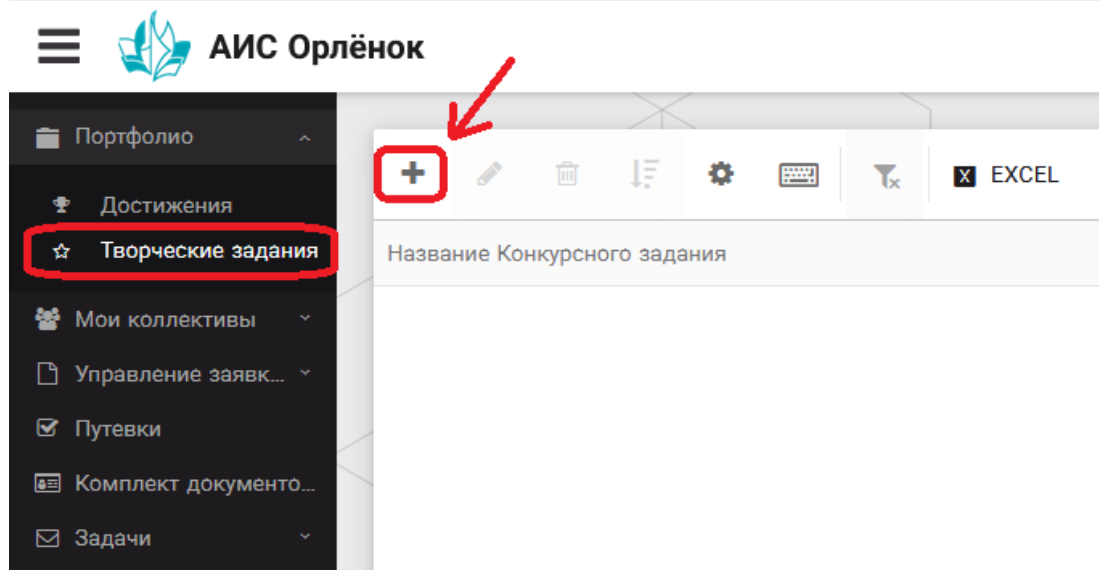 АИС Орлёнок
Портфолио
Достижения
Творческие задания
Мои коллективы
Управление заявк...
Путевки
Комплект документо...
Задачи
X EXCEL
Название Конкурсного задания